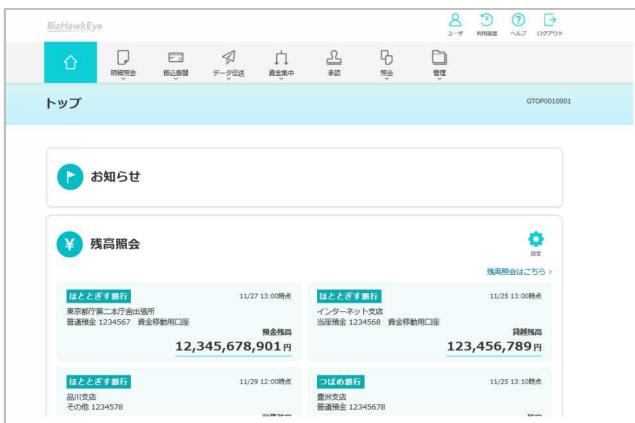 BizHawkEye
ユーザ 利用履歴 ヘルプ ログアウト
明細照会 振込振替 データ伝送 資金集中 承認 照会 管理
トップ
GTOP0010001
お知らせ
残高照会
設定
残高照会はこちら
ほととぎす銀行 11/27 13:00時点
東京都庁第二本庁舎出張所
普通預金 1234567 資金移動用口座
預金残高
12,345,678,901 円
ほととぎす銀行 11/25 13:00時点
インターネット支店
当座預金 1234568 資金移動用口座
貸越残高
123,456,789 円
ほととぎす銀行 11/29 12:00時点
品川支店
その他 1234578
つばめ銀行 11/25 13:10時点
豊洲支店
普通預金 12345678